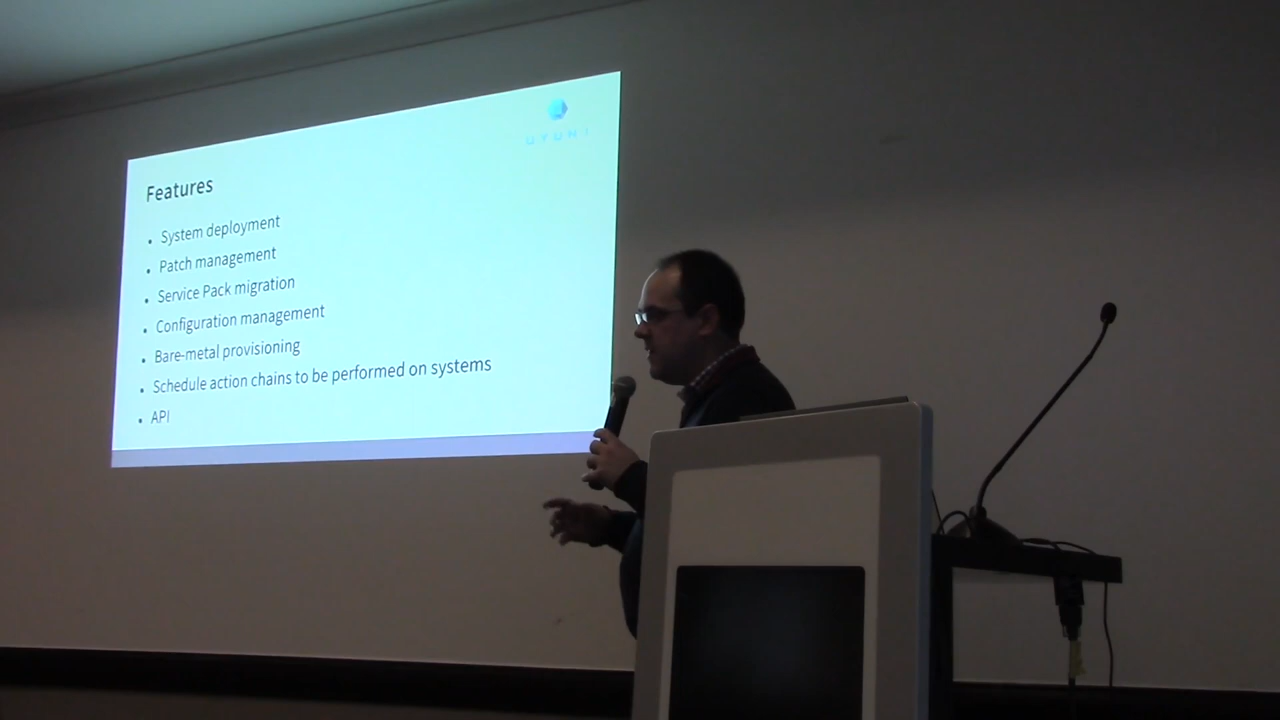 UYUNI
Features
• System deployment
• Patch management
• Service Pack migration
• Configuration management
• Bare-metal provisioning
• Schedule action chains to be performed on systems
• API